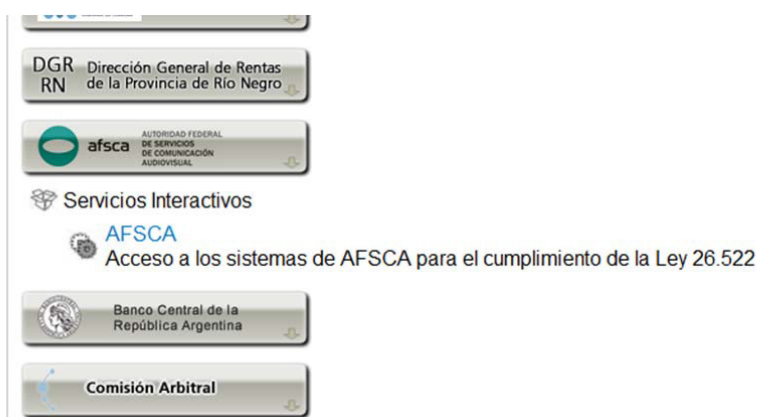 DGR RN Dirección General de Rentas
de la Provincia de Río Negro
afsca
AUTORIDAD FEDERAL
DE SERVICIOS
DE COMUNICACIÓN
AUDIOVISUAL
Servicios Interactivos
AFSCA
Acceso a los sistemas de AFSCA para el cumplimiento de la Ley 26.522
Banco Central de la
República Argentina
Comisión Arbitral